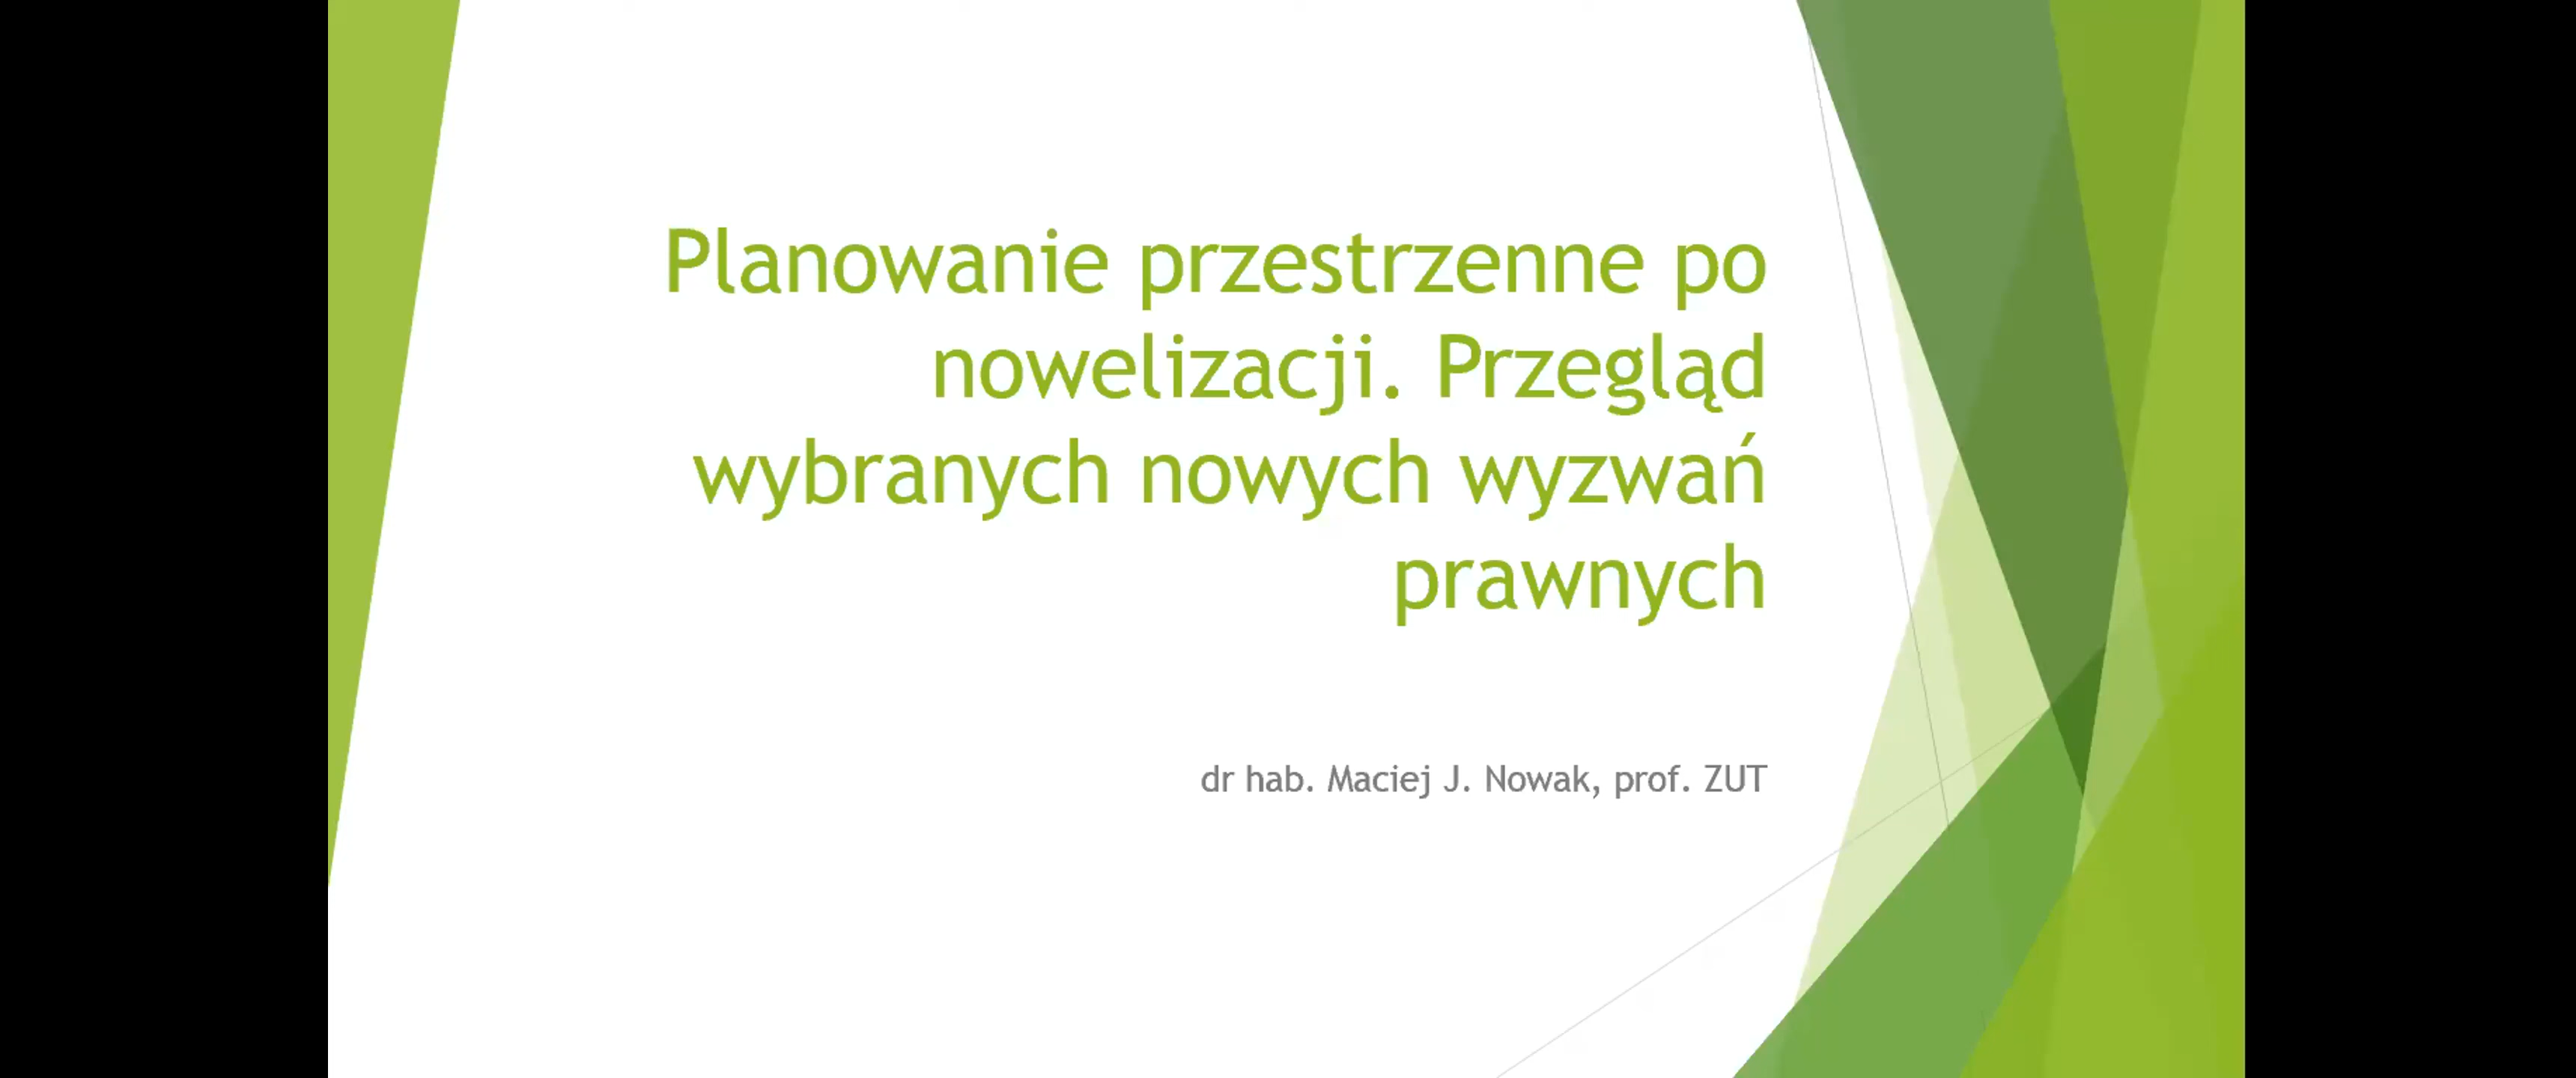 Planowanie przestrzenne po
nowelizacji. Przegląd
wybranych nowych wyzwań
prawnych
dr hab. Maciej J. Nowak, prof. ZUT